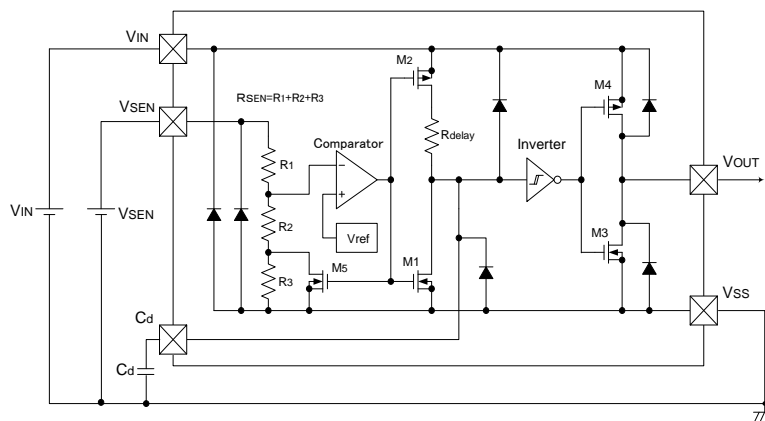 VIN
M2
M4
RSEN=R1+R2+R3
VSEN
Comparator
Rdelay
Inverter
R1
VOUT
VIN
VSEN
R2
Vref
M3
M5
M1
R3
VSS
Cd
Cd